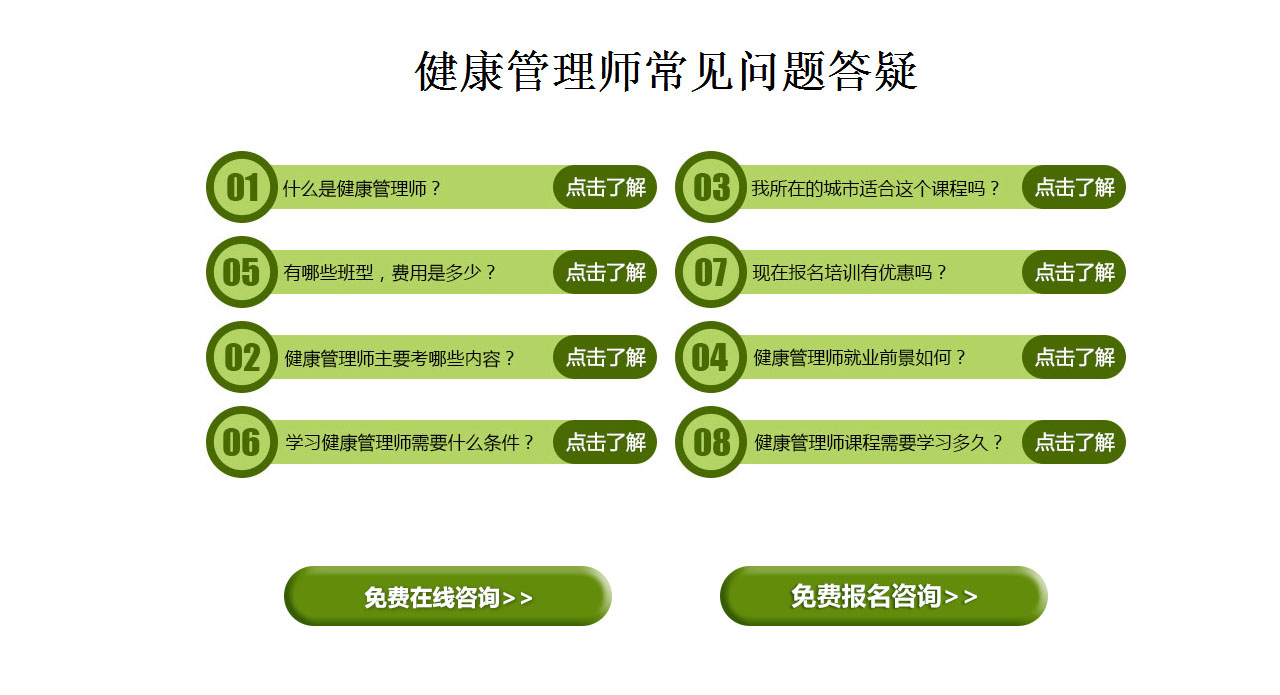 健康管理师常见问题答疑
01 什么是健康管理师？ 点击了解
03 我所在的城市适合这个课程吗？ 点击了解
05 有哪些班型，费用是多少？ 点击了解
07 现在报名培训有优惠吗？ 点击了解
02 健康管理师主要考哪些内容？ 点击了解
04 健康管理师就业前景如何？ 点击了解
06 学习健康管理师需要什么条件？ 点击了解
08 健康管理师课程需要学习多久？ 点击了解
免费在线咨询>>
免费报名咨询>>